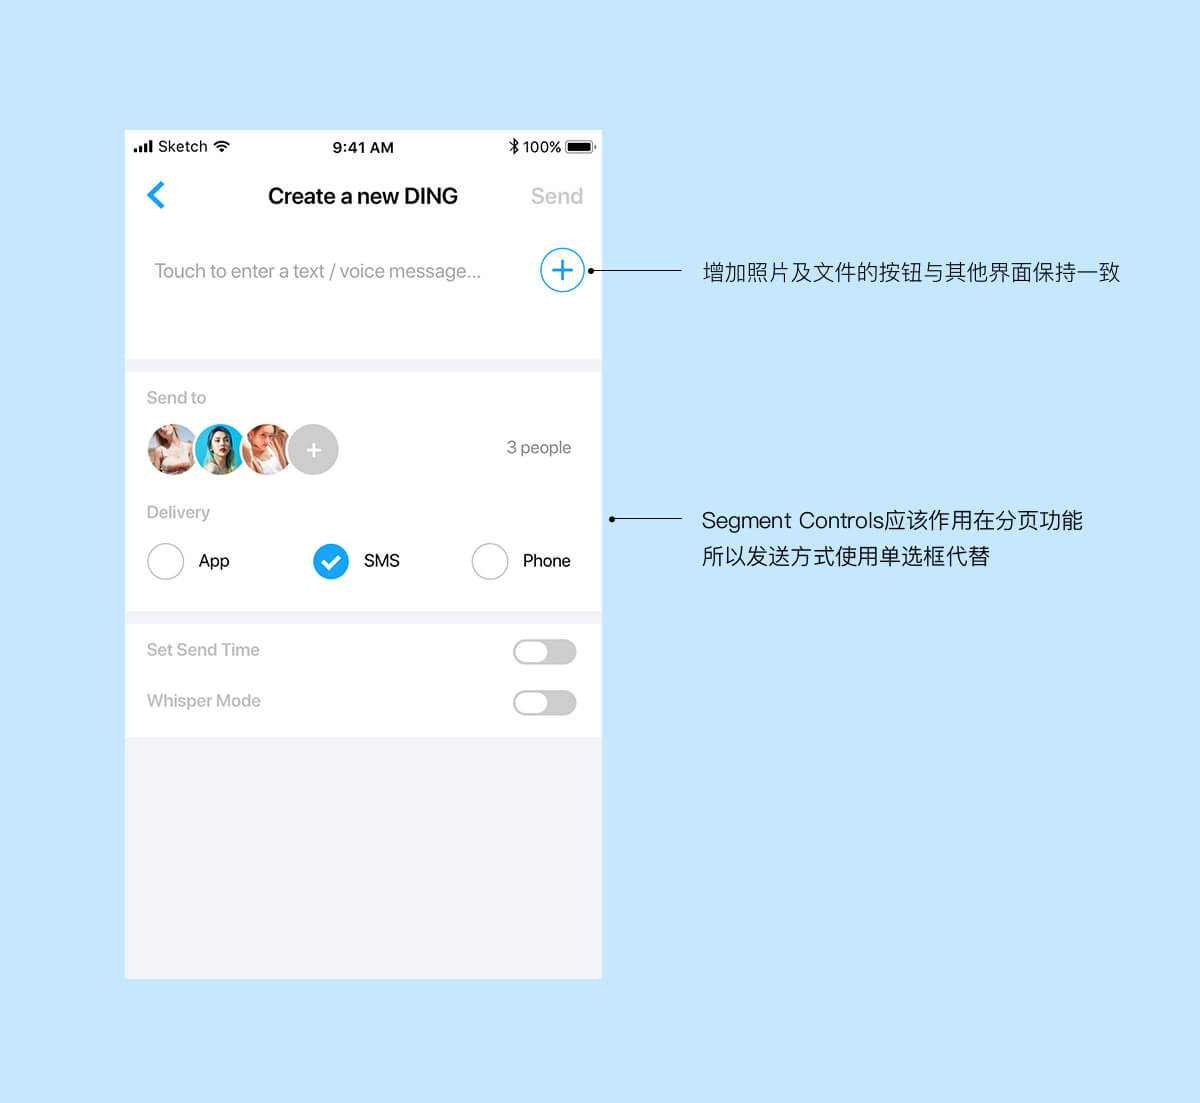 Sketch 9:41 AM 100%
Create a new DING Send
Touch to enter a text / voice message...
增加照片及文件的按钮与其他界面保持一致
Send to
3 people
Delivery
App SMS Phone
Segment Controls应该作用在分页功能
所以发送方式使用单选框代替
Set Send Time
Whisper Mode